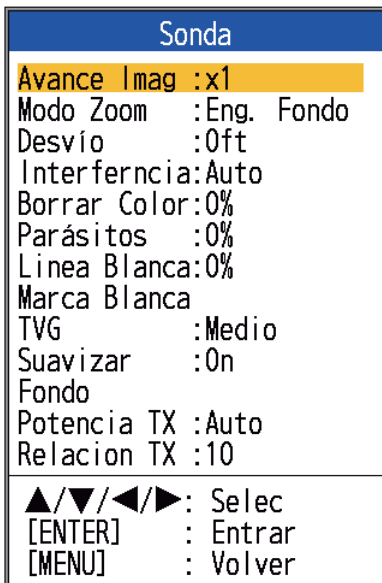 Sonda
Avance Imag :x1
Modo Zoom :Eng. Fondo
Desvío :0ft
Interferncia:Auto
Borrar Color:0%
Parásitos :0%
Linea Blanca:0%
Marca Blanca
TVG :Medio
Suavizar :On
Fondo
Potencia TX :Auto
Relacion TX :10
▲/▼/◀/▶: Selec
[ENTER] : Entrar
[MENU] : Volver